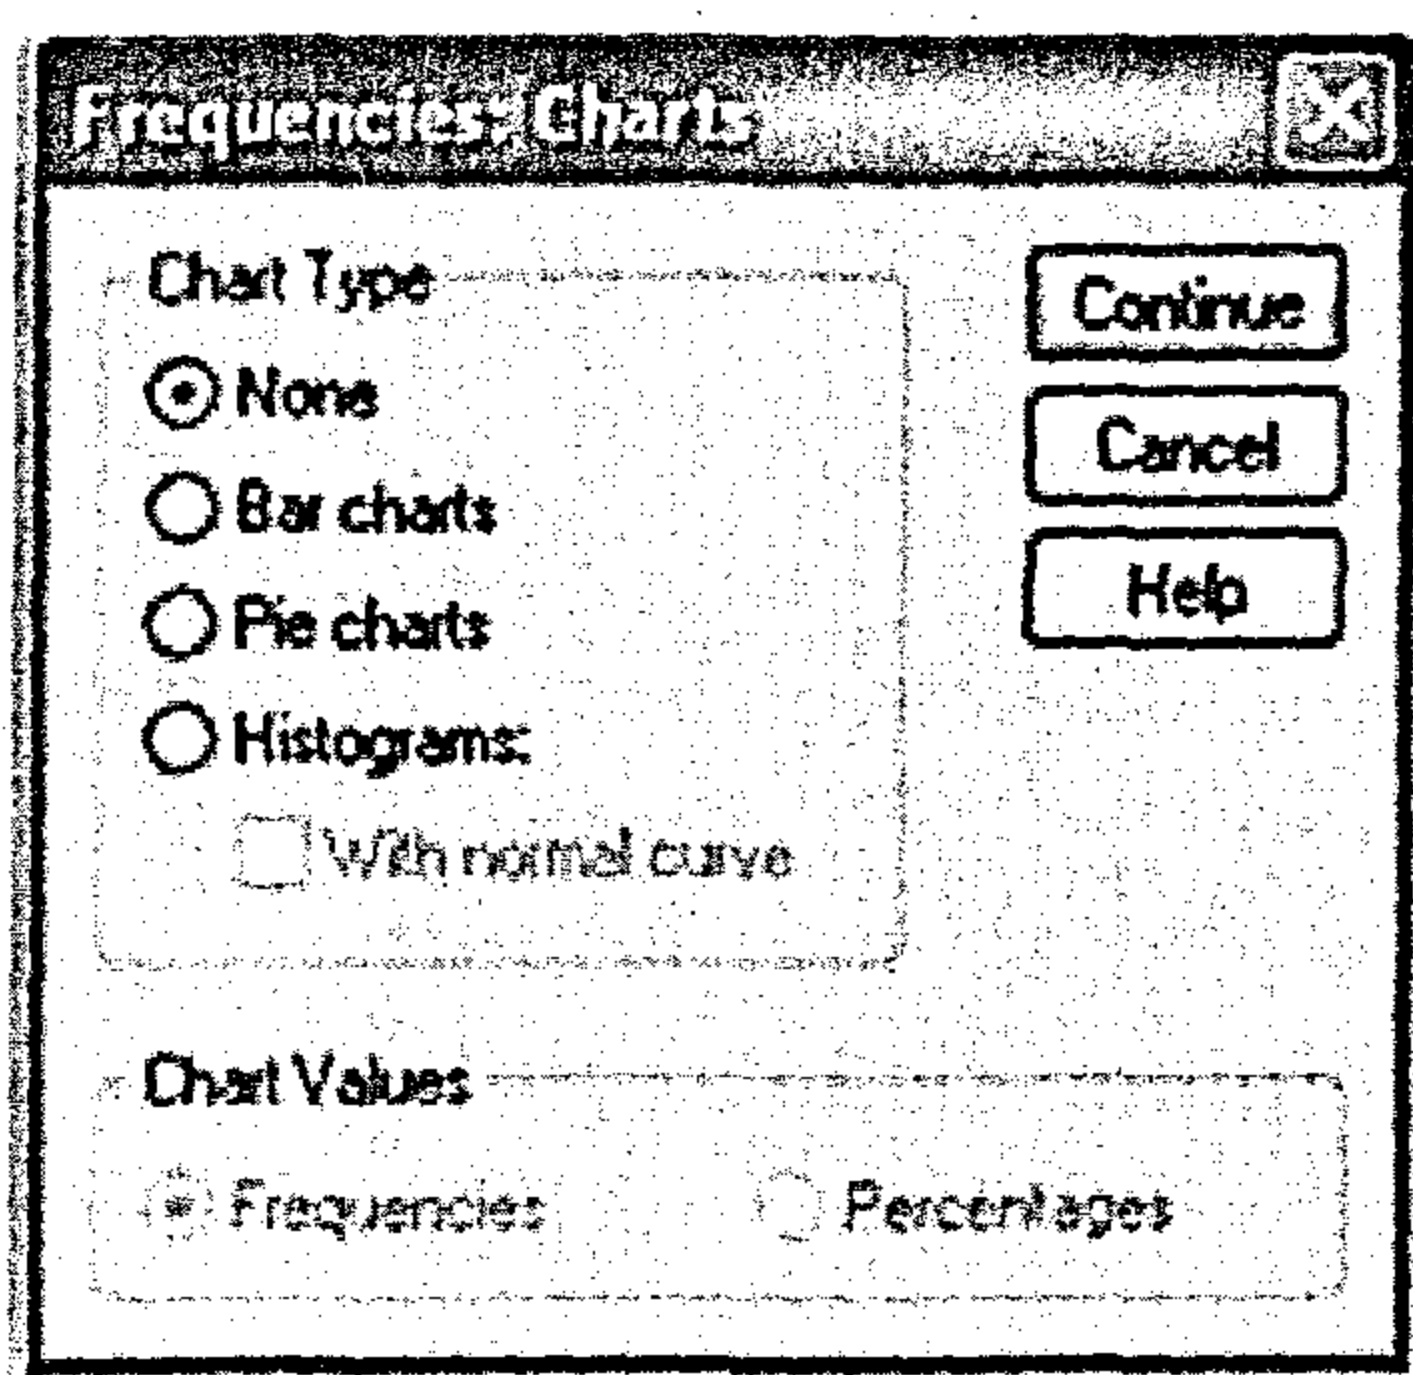 Frequencies: Charts
Chart Type
None
Bar charts
Pie charts
Histograms:
With normal curve
Continue
Cancel
Help
Chart Values
Frequencies
Percentages